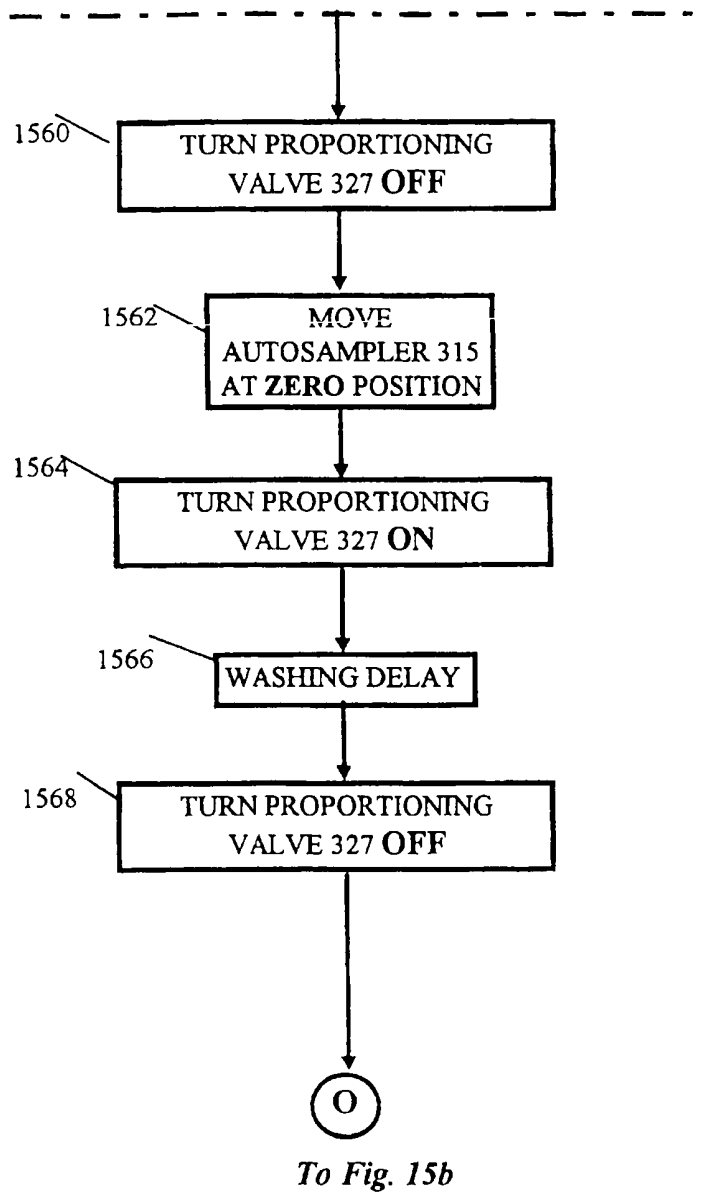 1560
TURN PROPORTIONING
VALVE 327 OFF
1562
MOVE
AUTOSAMPLER 315
AT ZERO POSITION
1564
TURN PROPORTIONING
VALVE 327 ON
1566
WASHING DELAY
1568
TURN PROPORTIONING
VALVE 327 OFF
O
To Fig. 15b